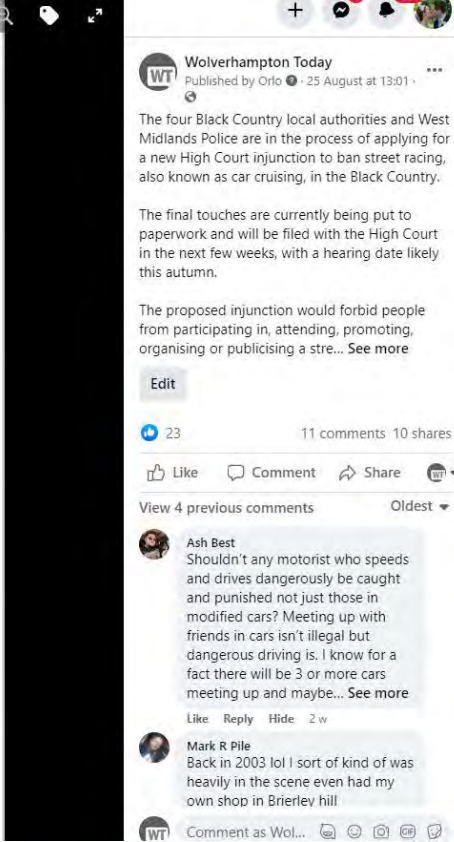 WT
Wolverhampton Today
Published by Orlo · 25 August at 13:01 ·
The four Black Country local authorities and West
Midlands Police are in the process of applying for
a new High Court injunction to ban street racing,
also known as car cruising, in the Black Country.
The final touches are currently being put to
paperwork and will be filed with the High Court
in the next few weeks, with a hearing date likely
this autumn.
The proposed injunction would forbid people
from participating in, attending, promoting,
organising or publicising a stre... See more
Edit
23 11 comments 10 shares
Like Comment Share WT
View 4 previous comments Oldest
Ash Best
Shouldn't any motorist who speeds
and drives dangerously be caught
and punished not just those in
modified cars? Meeting up with
friends in cars isn't illegal but
dangerous driving is. I know for a
fact there will be 3 or more cars
meeting up and maybe... See more
Like Reply Hide 2 w
Mark R Pile
Back in 2003 lol I sort of kind of was
heavily in the scene even had my
own shop in Brierley hill
WT Comment as Wol... GIF